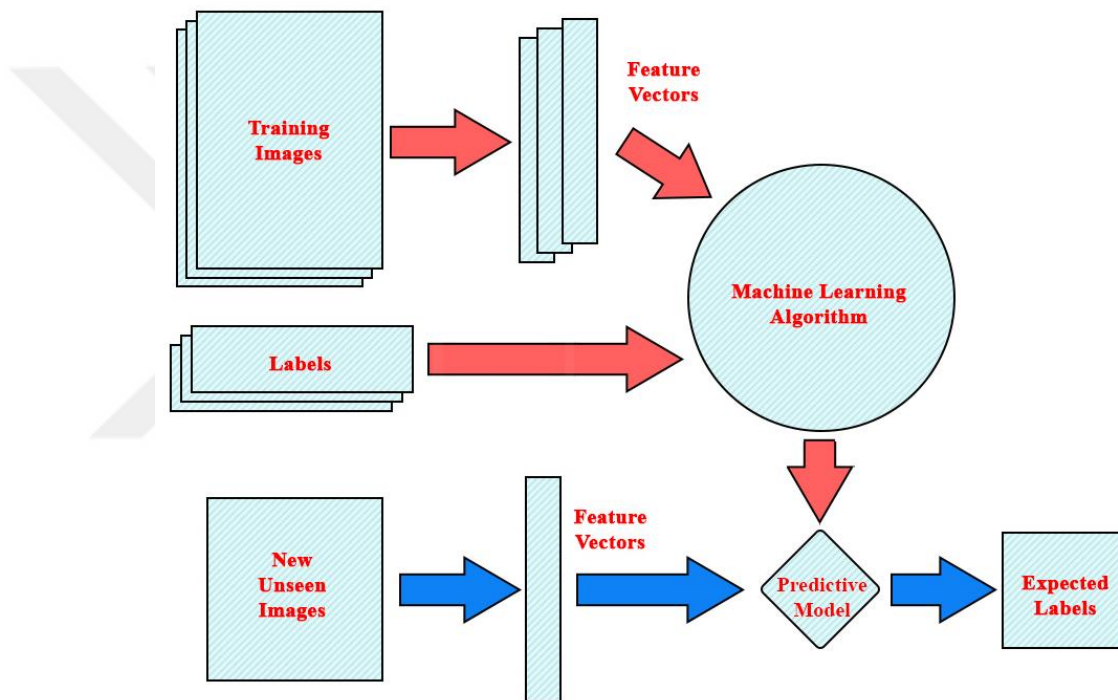 Training
Images
Feature
Vectors
Machine Learning
Algorithm
Labels
New
Unseen
Images
Feature
Vectors
Predictive
Model
Expected
Labels